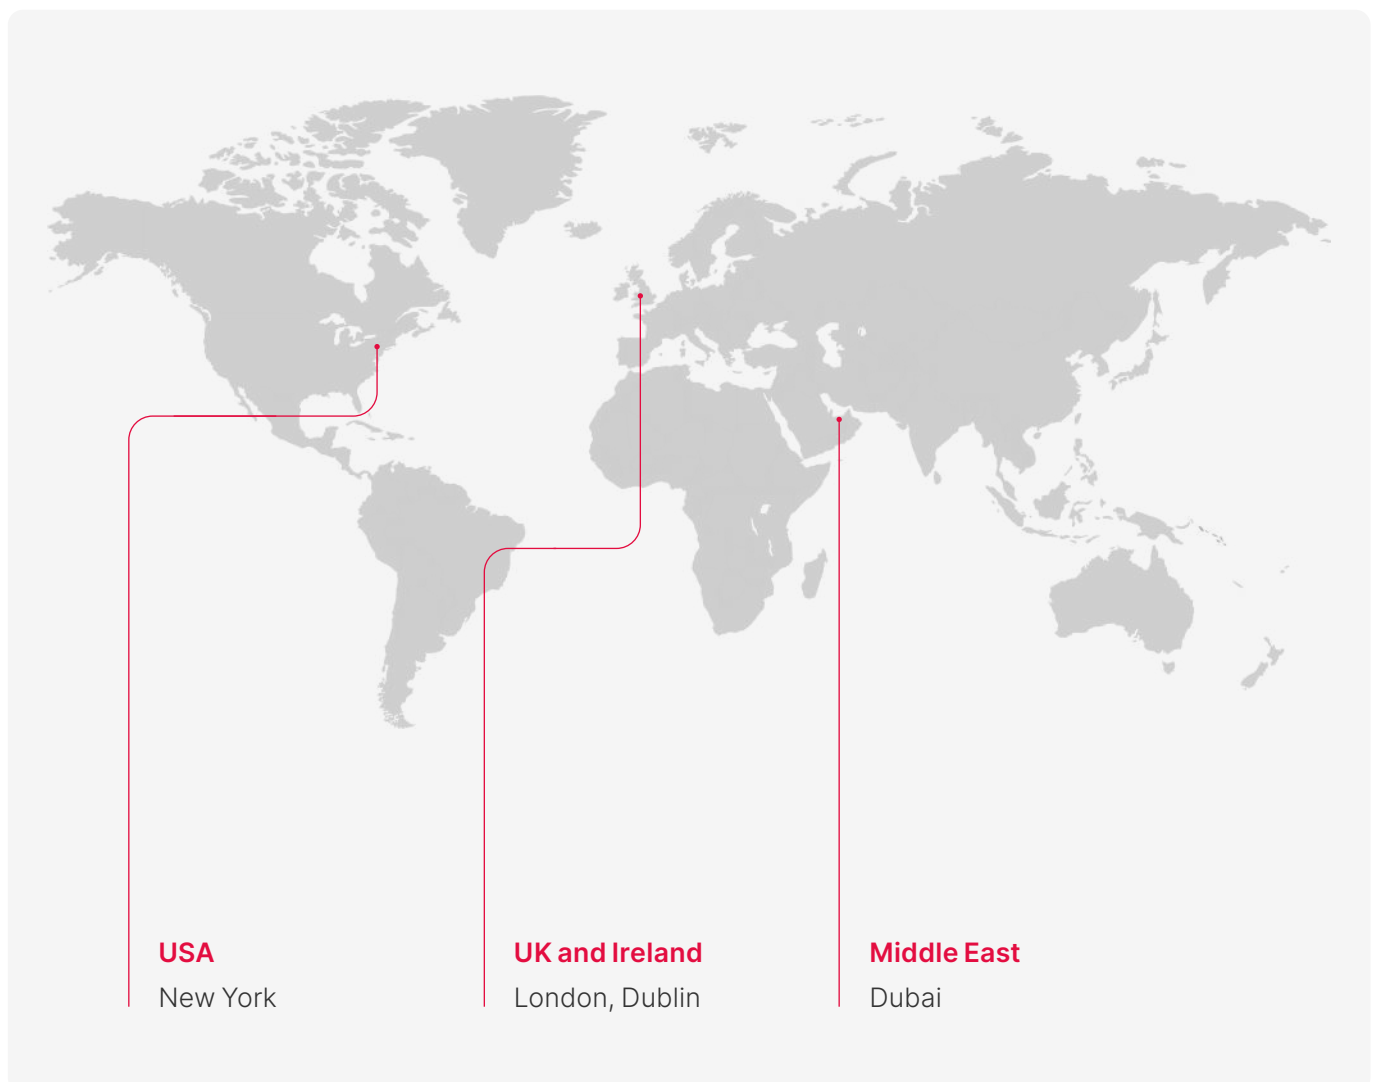 USA
New York
UK and Ireland
London, Dublin
Middle East
Dubai